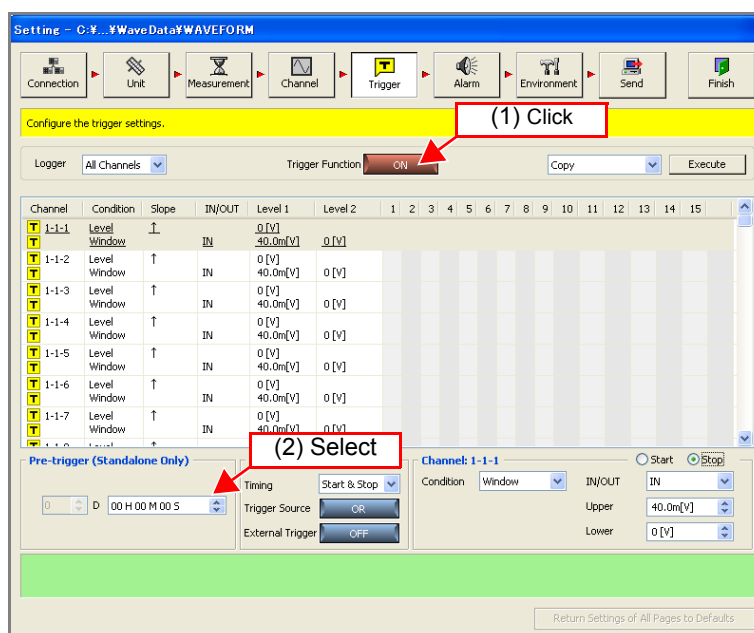 Setting - C:¥...¥WaveData¥WAVEFORM
Connection Unit Measurement Channel Trigger Alarm Environment Send Finish
Configure the trigger settings.
(1) Click
Logger All Channels Trigger Function ON Copy Execute
Channel Condition Slope IN/OUT Level 1 Level 2 1 2 3 4 5 6 7 8 9 10 11 12 13 14 15
T 1-1-1 Level ↑ 0 [V]
T Window IN 40.0m[V] 0 [V]
T 1-1-2 Level ↑ 0 [V]
T Window IN 40.0m[V] 0 [V]
T 1-1-3 Level ↑ 0 [V]
T Window IN 40.0m[V] 0 [V]
T 1-1-4 Level ↑ 0 [V]
T Window IN 40.0m[V] 0 [V]
T 1-1-5 Level ↑ 0 [V]
T Window IN 40.0m[V] 0 [V]
T 1-1-6 Level ↑ 0 [V]
T Window IN 40.0m[V] 0 [V]
T 1-1-7 Level ↑ 0 [V]
T Window IN 40.0m[V] 0 [V]
(2) Select
Pre-trigger (Standalone Only)
0 D 00 H 00 M 00 S
Timing Start & Stop
Trigger Source OR
External Trigger OFF
Channel: 1-1-1 Start Stop
Condition Window IN/OUT IN
Upper 40.0m[V]
Lower 0 [V]
Return Settings of All Pages to Defaults